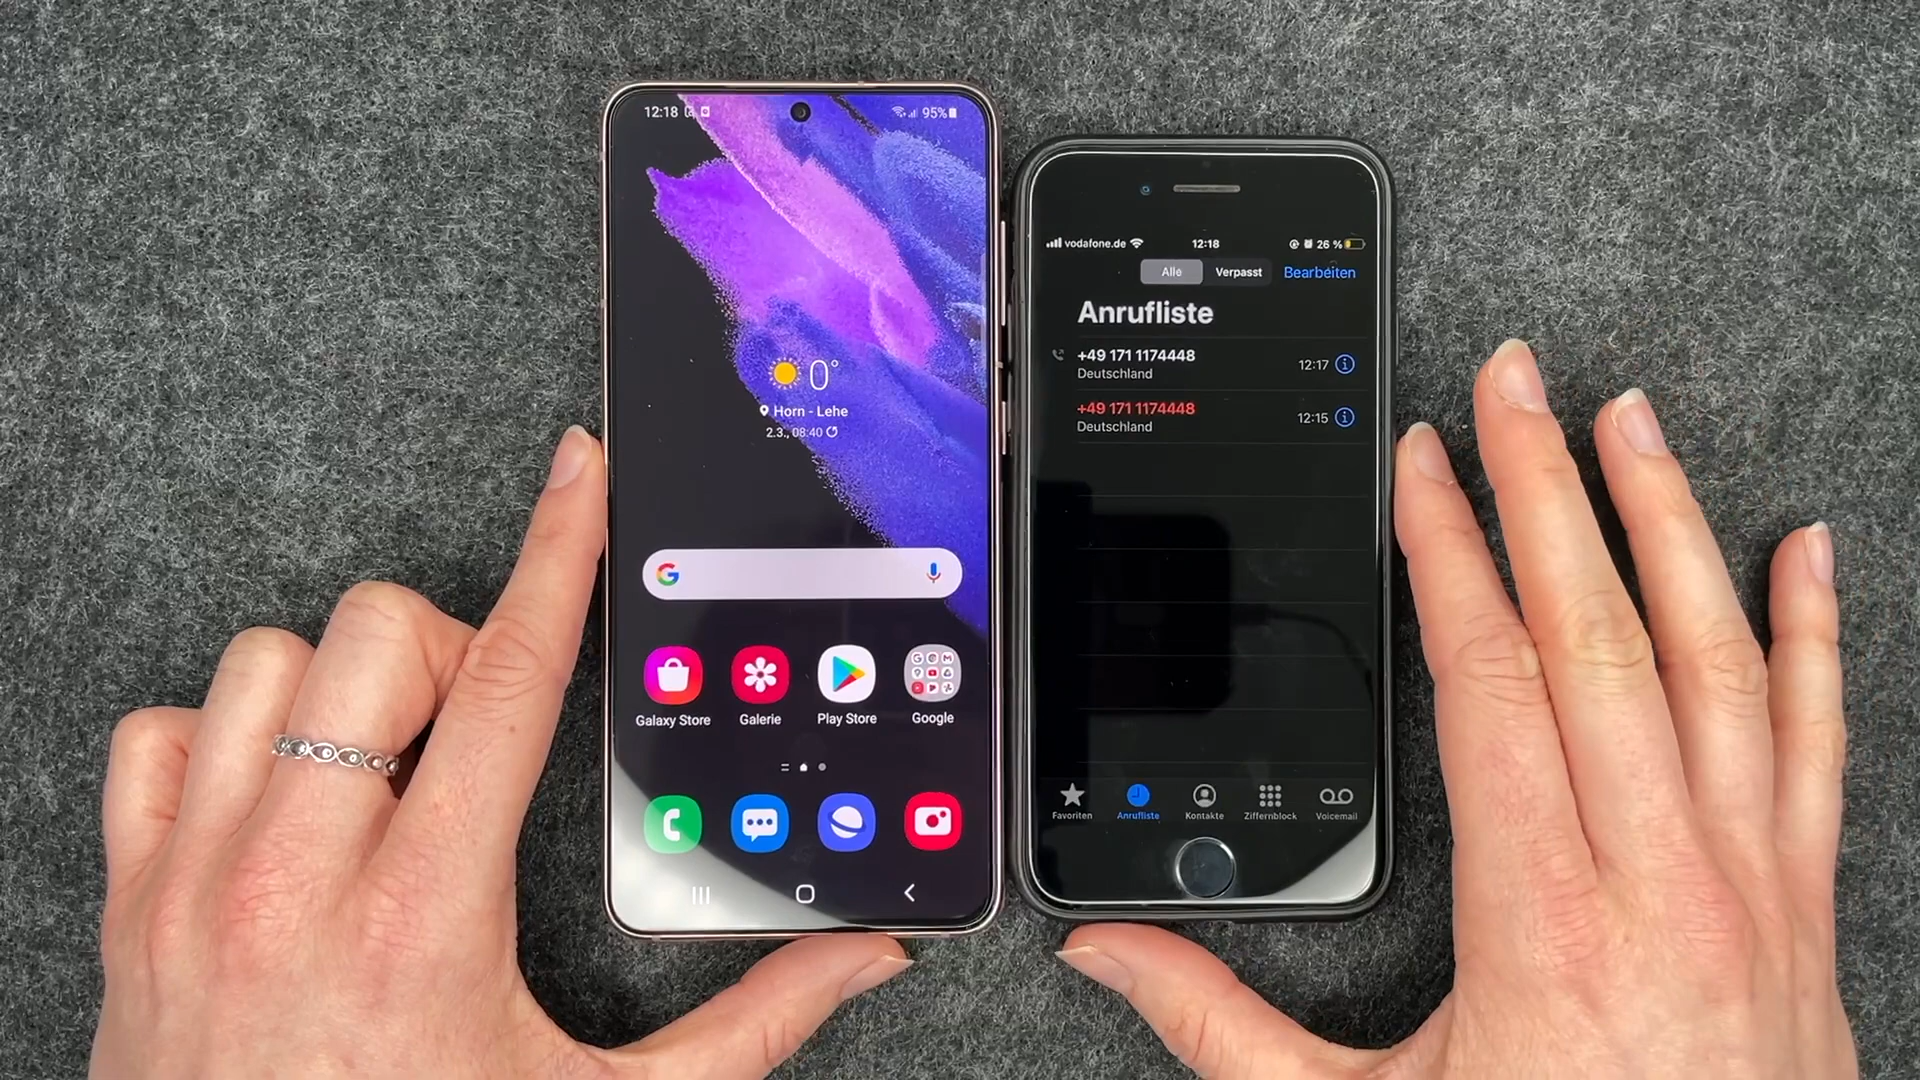 12:18
95%
0°
Horn - Lehe
2.3., 08:40
G
Galaxy Store
Galerie
Play Store
Google
vodafone.de
12:18
26 %
Alle
Verpasst
Bearbeiten
Anrufliste
+49 171 1174448
Deutschland
12:17
+49 171 1174448
Deutschland
12:15
Favoriten
Anrufliste
Kontakte
Ziffernblock
Voicemail